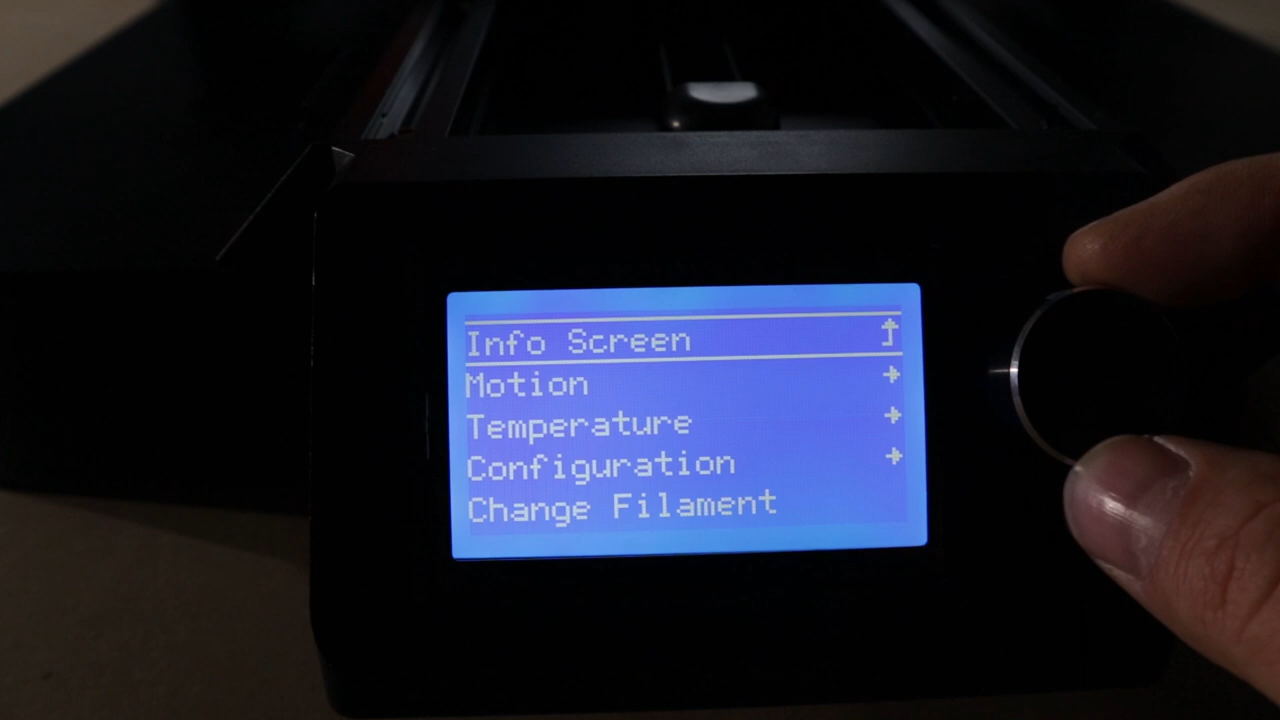 Info Screen
Motion
Temperature
Configuration
Change Filament